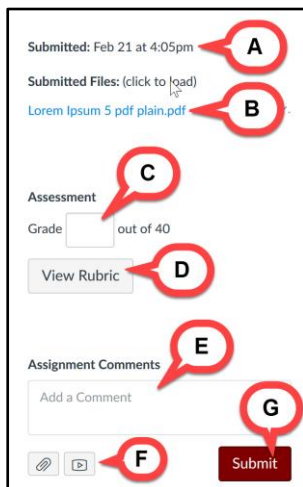 Submitted: Feb 21 at 4:05pm
A
Submitted Files: (click to load)
Lorem Ipsum 5 pdf plain.pdf
B
C
Assessment
Grade out of 40
View Rubric
D
E
Assignment Comments
Add a Comment
G
F
Submit